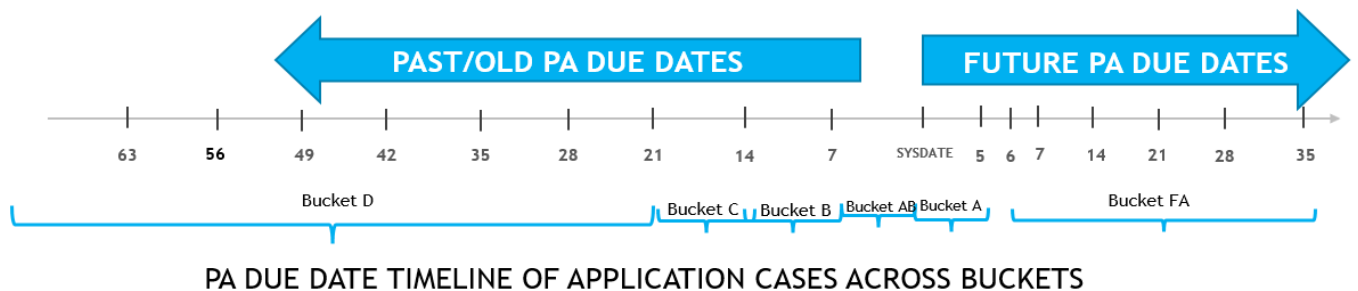 PAST/OLD PA DUE DATES
FUTURE PA DUE DATES
63 56 49 42 35 28 21 14 7 SYSDATE 5 6 7 14 21 28 35
Bucket D Bucket C Bucket B Bucket AB Bucket A Bucket FA
PA DUE DATE TIMELINE OF APPLICATION CASES ACROSS BUCKETS